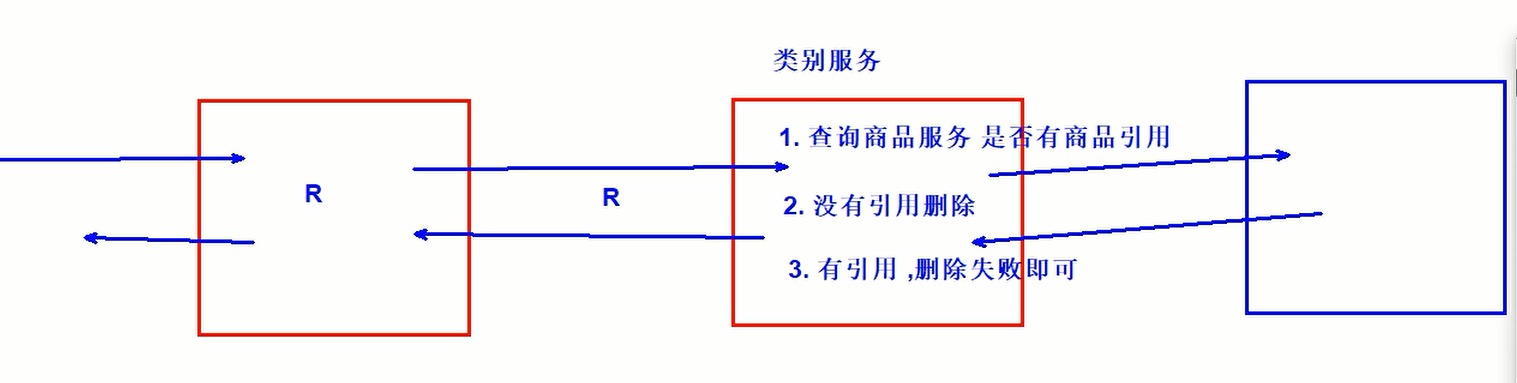 类别服务
1. 查询商品服务 是否有商品引用
R
R
2. 没有引用删除
3. 有引用 ,删除失败即可